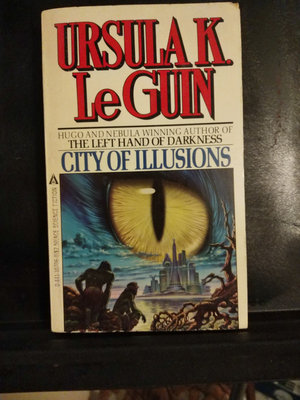 URSULA K.
Le GUIN
HUGO AND NEBULA WINNING AUTHOR OF
THE LEFT HAND OF DARKNESS
CITY OF ILLUSIONS